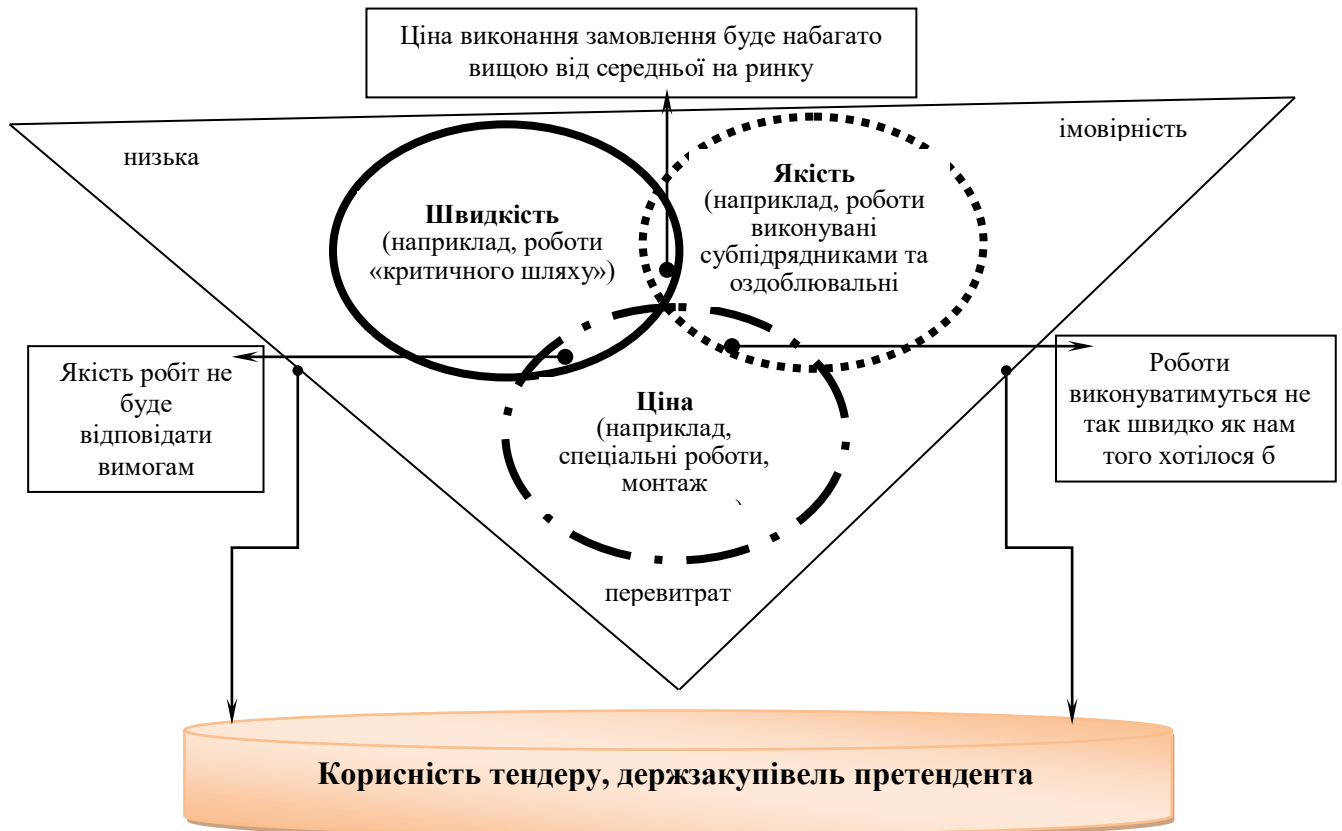 Ціна виконання замовлення буде набагато
вищою від середньої на ринку
низька
імовірність
Швидкість
(наприклад, роботи
«критичного шляху»)
Якість
(наприклад, роботи
виконувані
субпідрядниками та
оздоблювальні
Якість робіт не
буде
відповідати
вимогам
Ціна
(наприклад,
спеціальні роботи,
монтаж
Роботи
виконуватимуться не
так швидко як нам
того хотілося б
перевитрат
Корисність тендеру, держзакупівель претендента